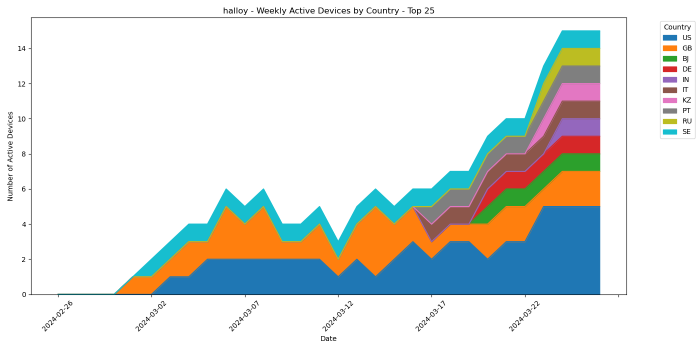 halloy - Weekly Active Devices by Country - Top 25
Number of Active Devices
14
12
10
8
6
4
2
0
2024-02-26
2024-03-02
2024-03-07
2024-03-12
2024-03-17
2024-03-22
Date
Country
US
GB
BJ
DE
IN
IT
KZ
PT
RU
SE